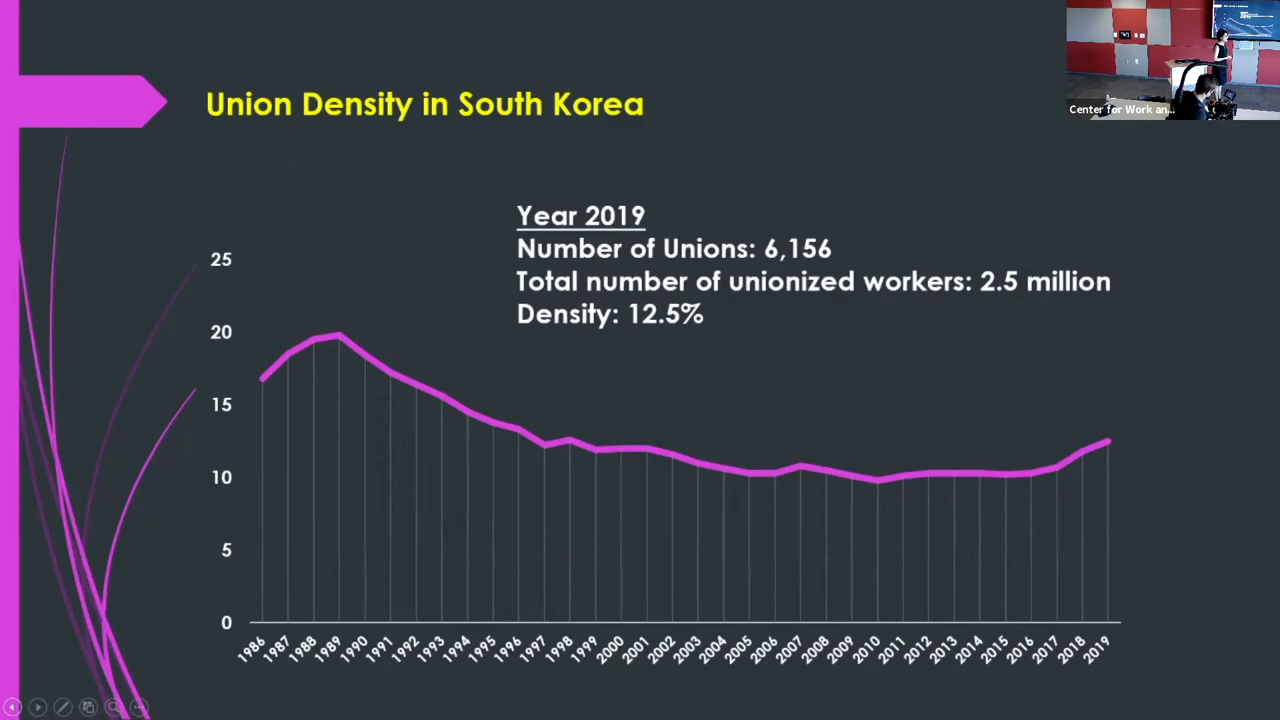 Union Density in South Korea
Center for Work an...
Year 2019
Number of Unions: 6,156
Total number of unionized workers: 2.5 million
Density: 12.5%
25
20
15
10
5
0
1986 1987 1988 1989 1990 1991 1992 1993 1994 1995 1996 1997 1998 1999 2000 2001 2002 2003 2004 2005 2006 2007 2008 2009 2010 2011 2012 2013 2014 2015 2016 2017 2018 2019